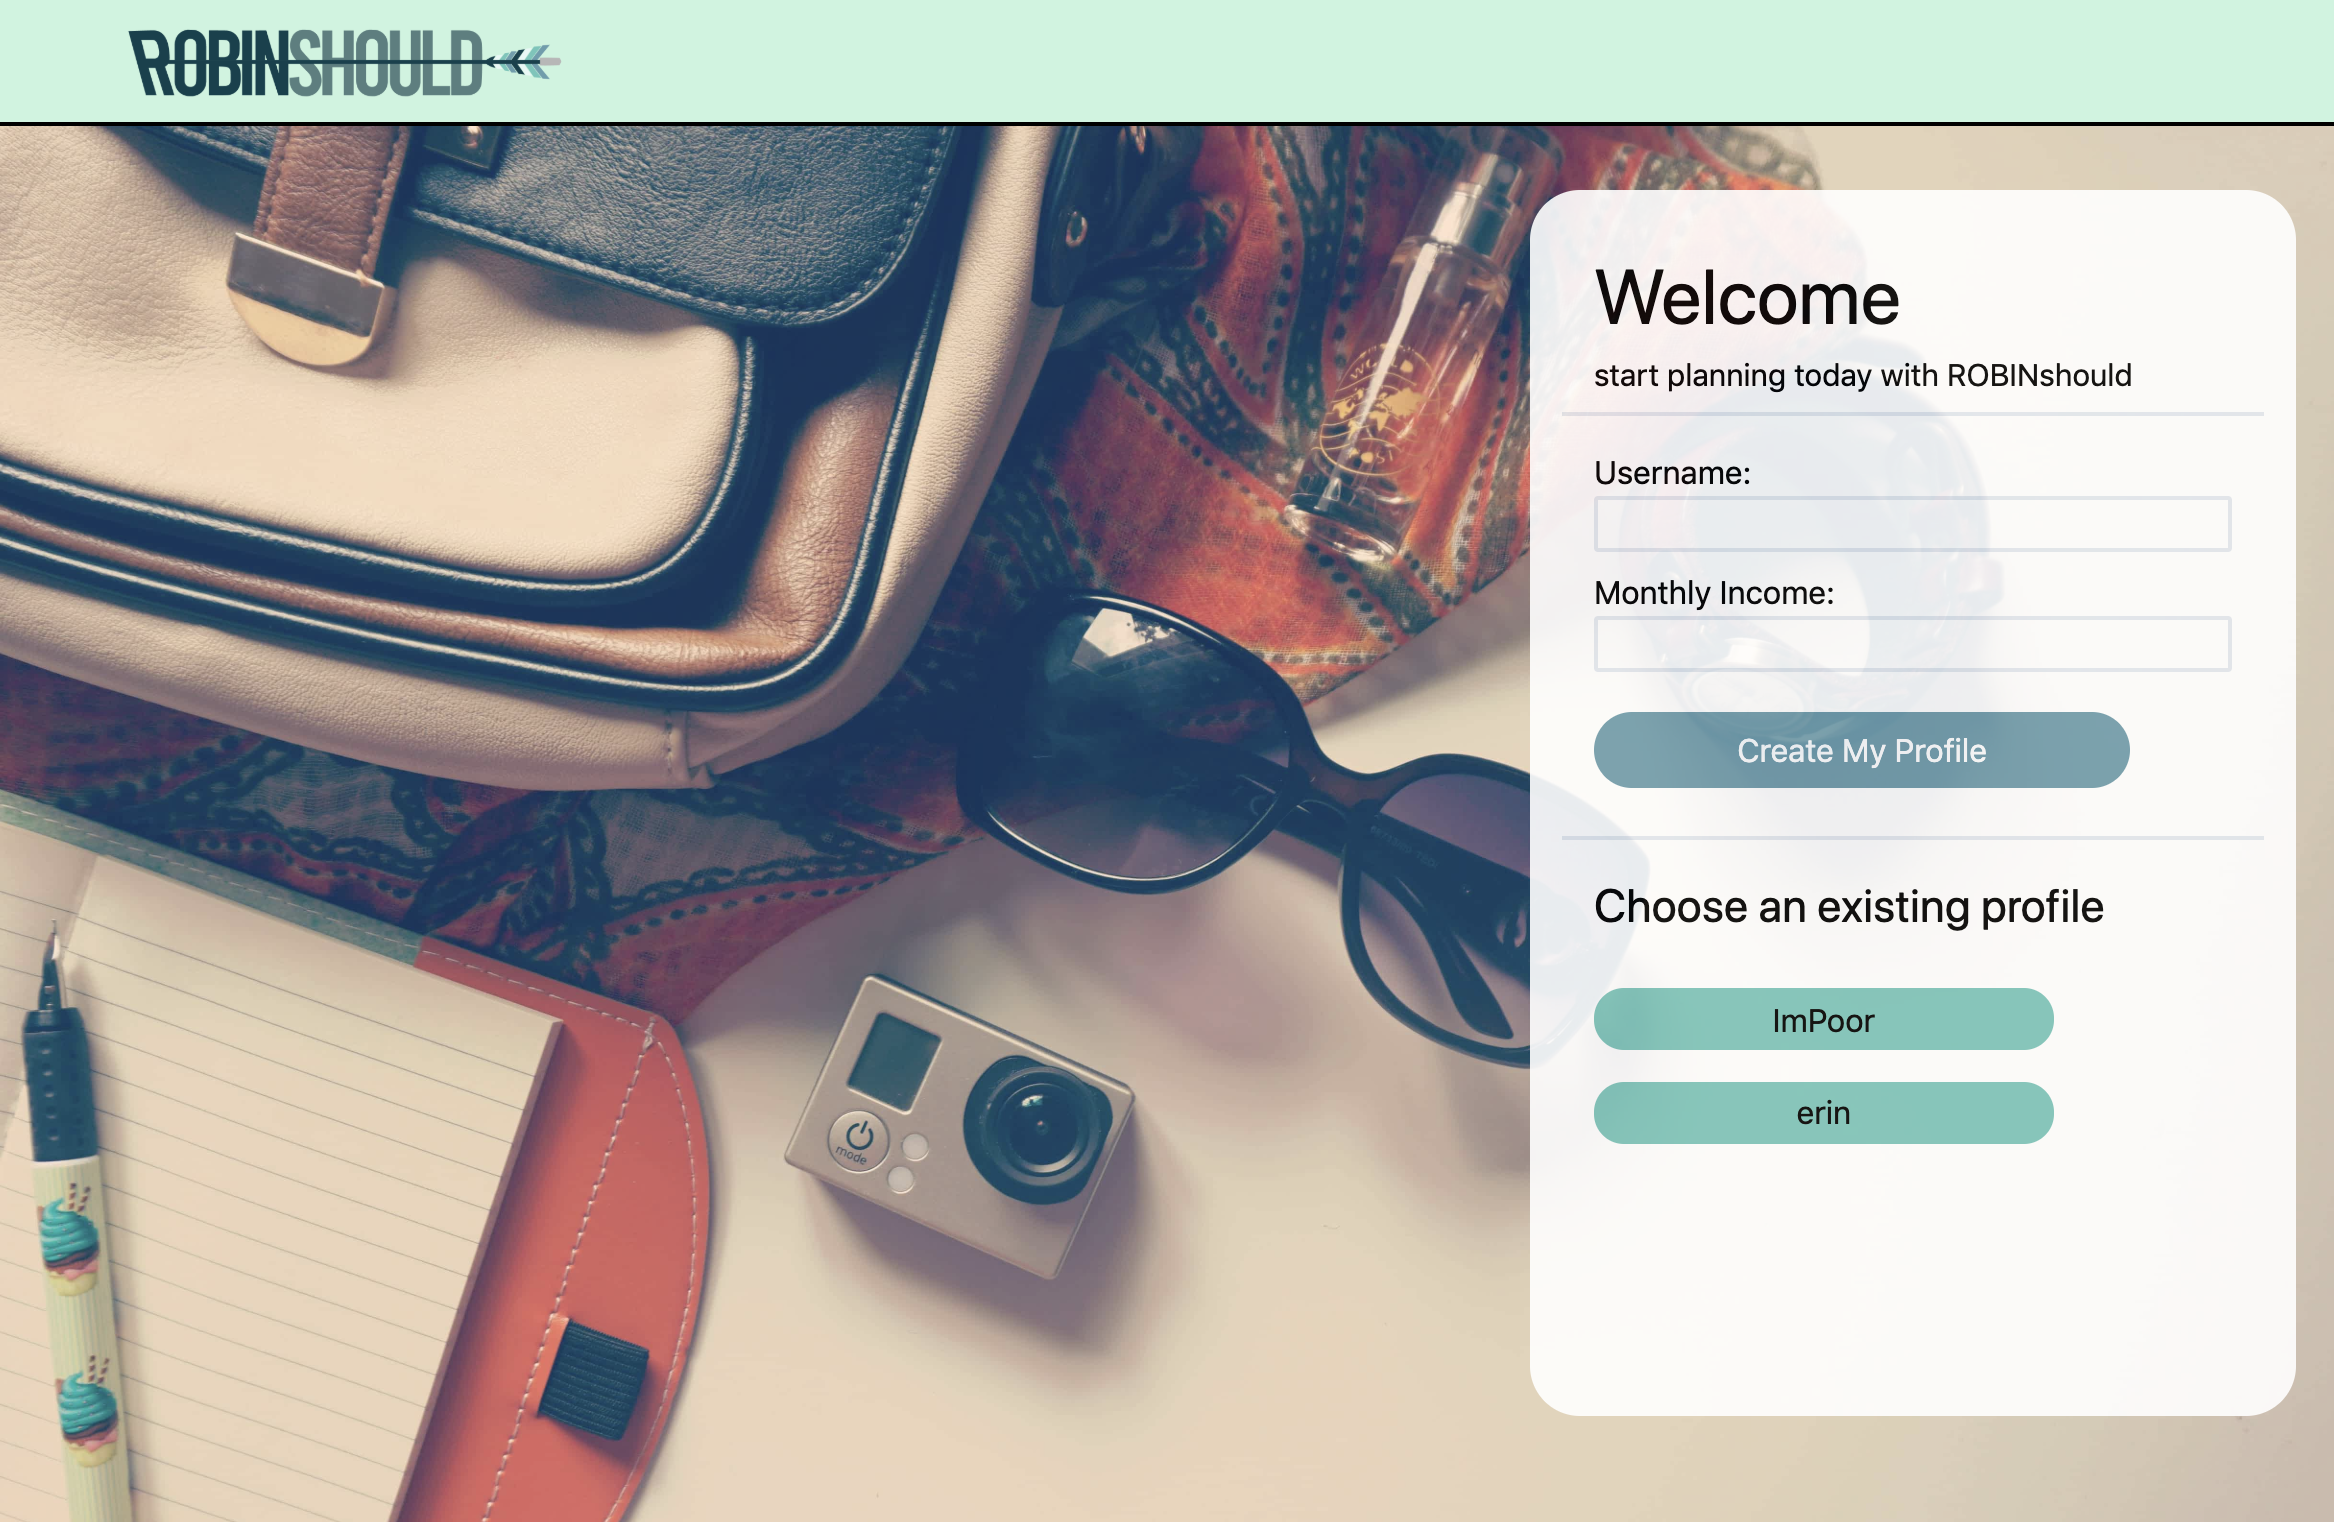 ROBINSHOULD
Welcome
start planning today with ROBINshould
Username:
Monthly Income:
Create My Profile
Choose an existing profile
ImPoor
erin
mode